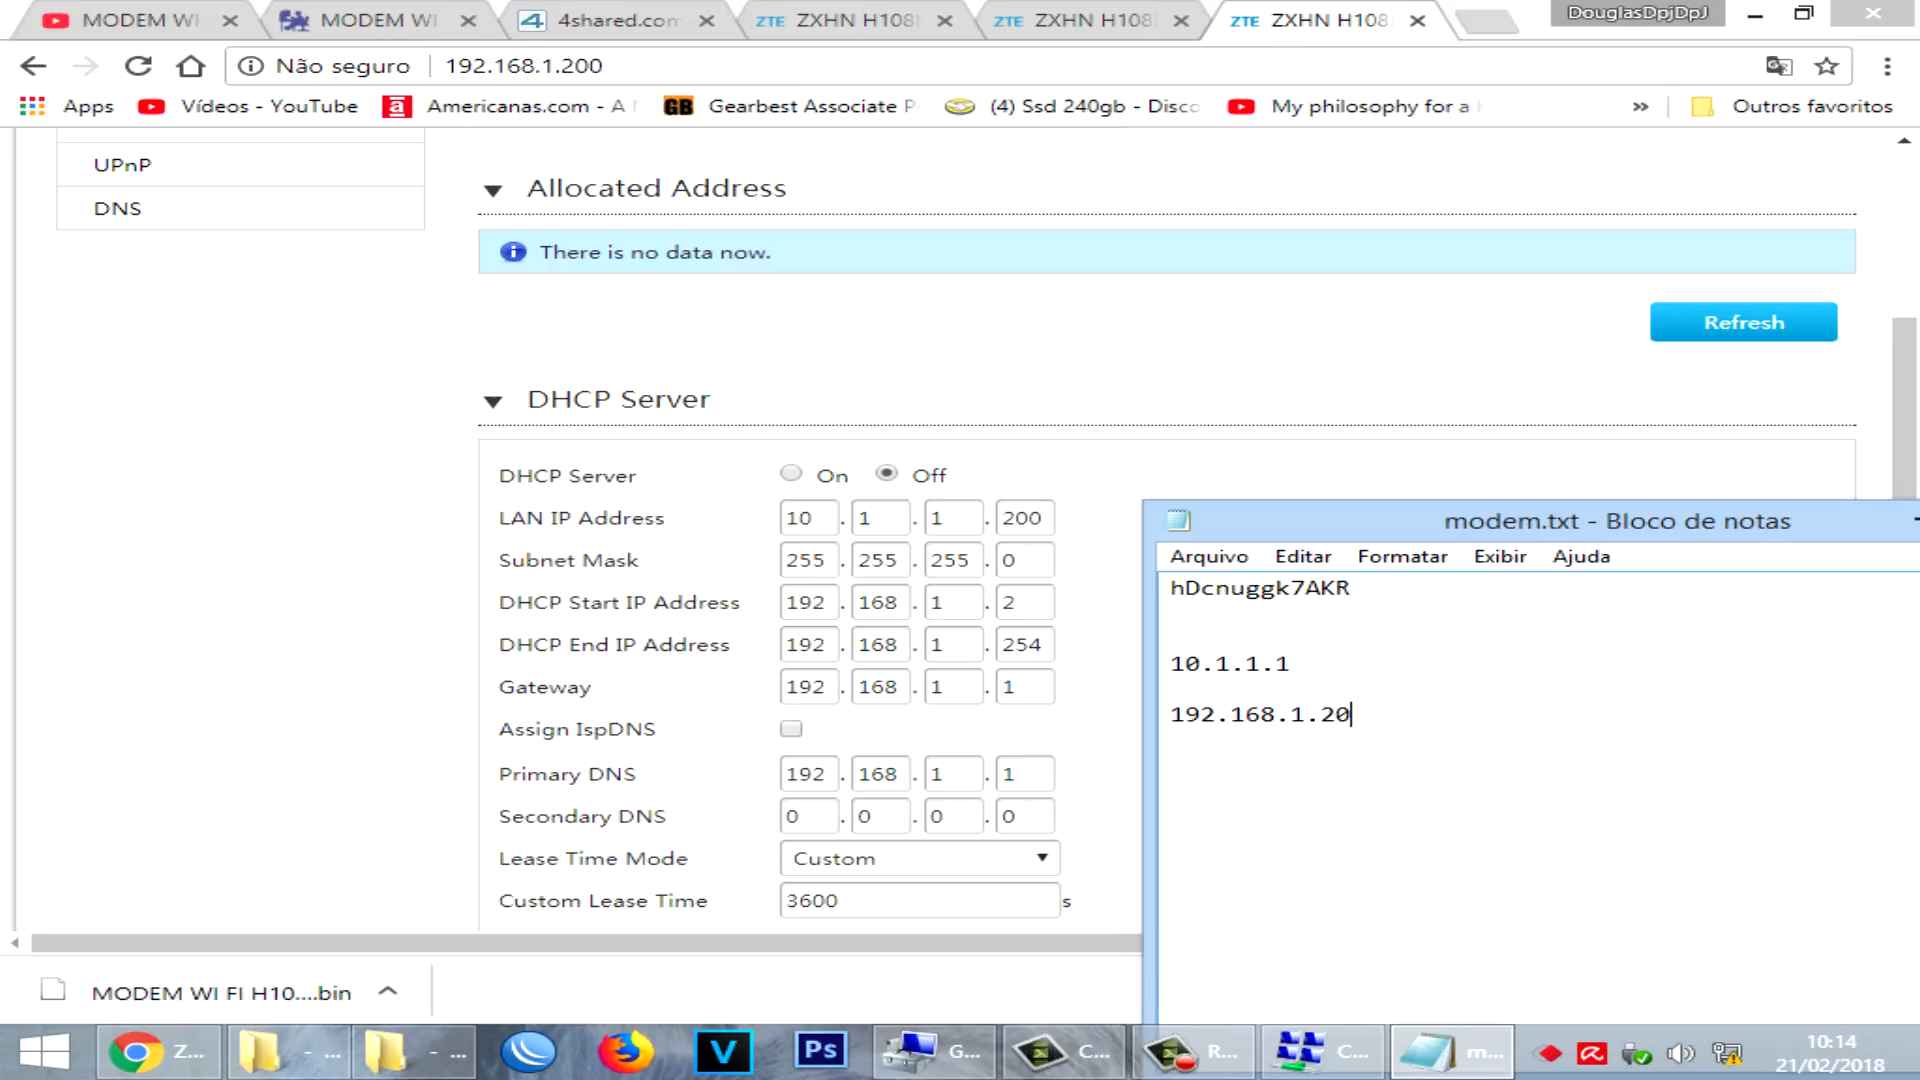 MODEM WI
MODEM WI
4shared.com
ZTE ZXHN H108
ZTE ZXHN H108
ZTE ZXHN H108
DouglasDpjDpJ
Não seguro
192.168.1.200
Apps
Vídeos - YouTube
a
Americanas.com - A
GB
Gearbest Associate P
(4) Ssd 240gb - Disco
My philosophy for a
»
Outros favoritos
UPnP
DNS
Allocated Address
There is no data now.
Refresh
DHCP Server
DHCP Server On Off
LAN IP Address 10 . 1 . 1 . 200
Subnet Mask 255 . 255 . 255 . 0
DHCP Start IP Address 192 . 168 . 1 . 2
DHCP End IP Address 192 . 168 . 1 . 254
Gateway 192 . 168 . 1 . 1
Assign IspDNS
Primary DNS 192 . 168 . 1 . 1
Secondary DNS 0 . 0 . 0 . 0
Lease Time Mode Custom
Custom Lease Time 3600 s
modem.txt - Bloco de notas
Arquivo Editar Formatar Exibir Ajuda
hDcnuggk7AKR
10.1.1.1
192.168.1.20
MODEM WI FI H10....bin
Z...
- ...
- ...
V
Ps
G...
C...
R...
C...
m...
10:14
21/02/2018